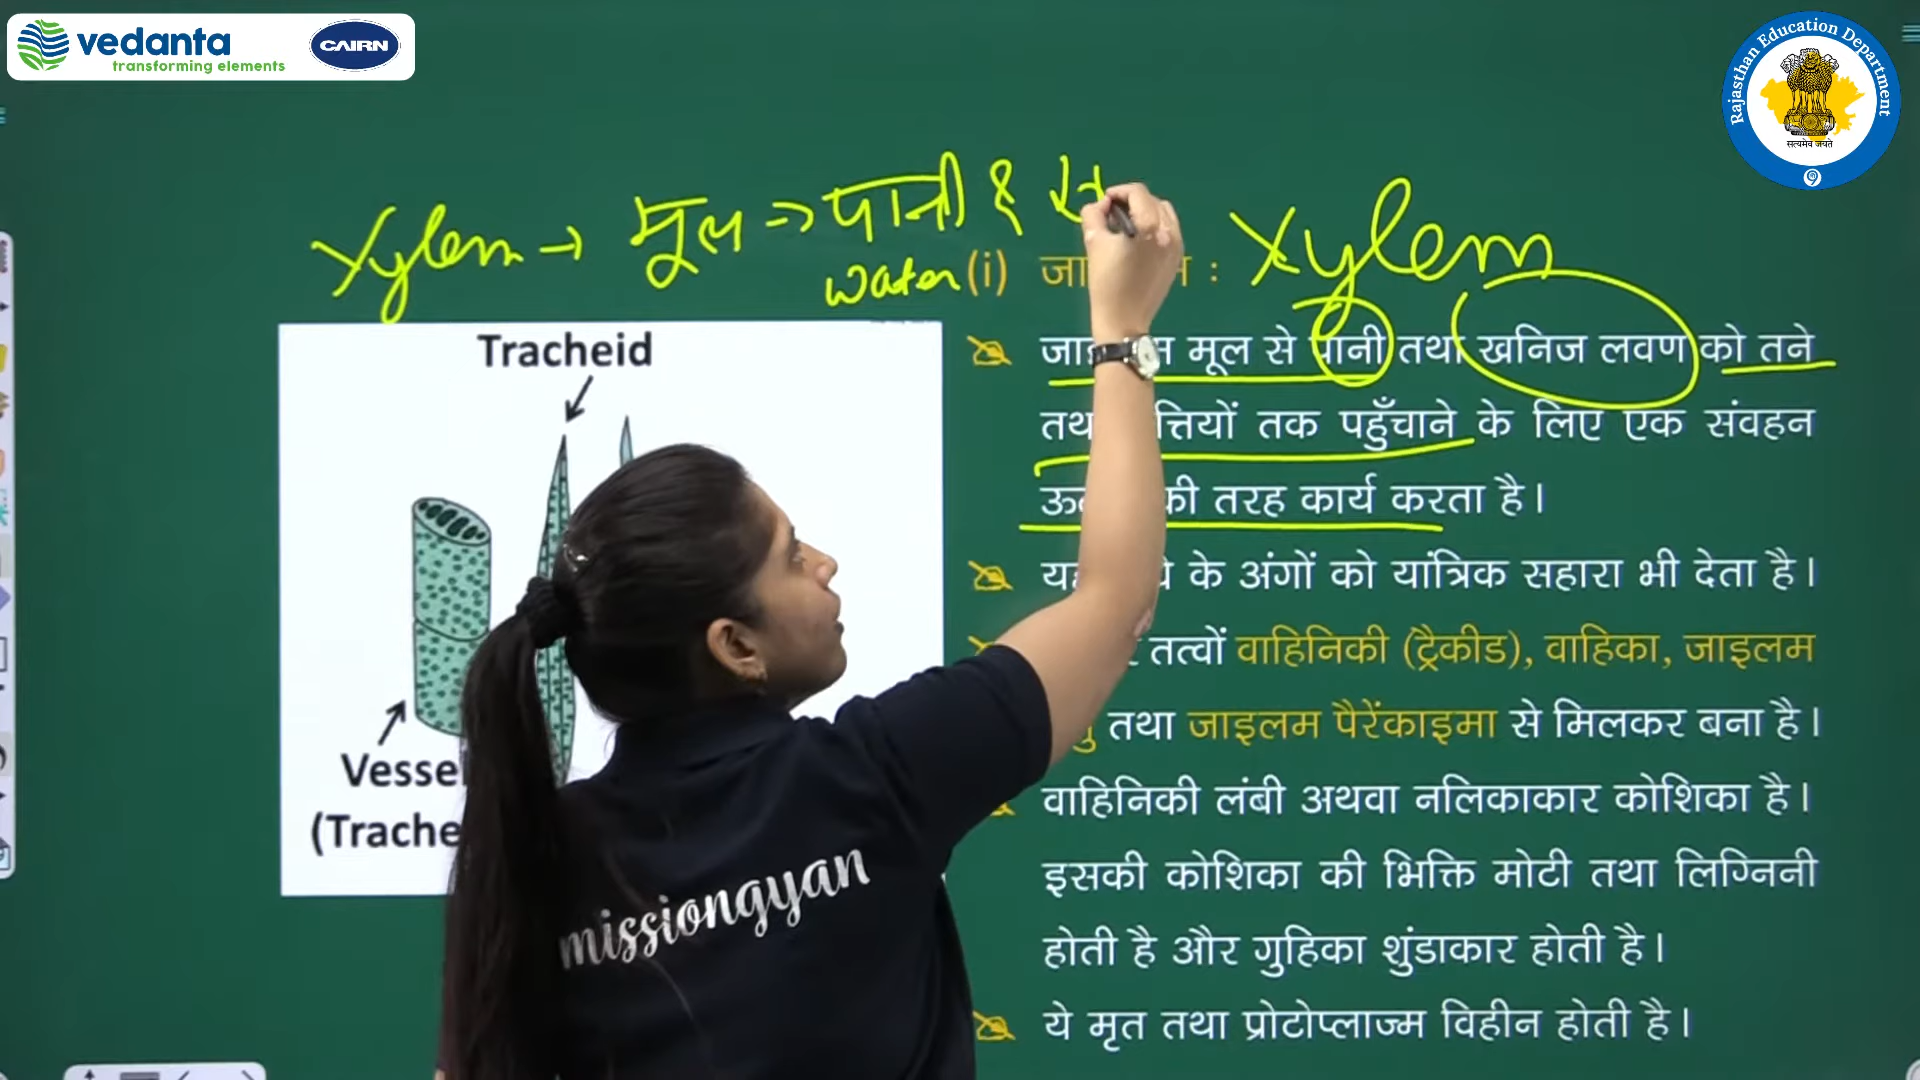 vedanta
transforming elements
CAIRN
Rajasthan Education Department
सत्यमेव जयते
Xylem → मूल → पानी &
water
(i) : Xylem
Tracheid
मूल से पानी तथा खनिज लवण को तने
तक पहुँचाने के लिए एक संवहन
की तरह कार्य करता है।
के अंगों को यांत्रिक सहारा भी देता है।
तत्वों वाहिनिकी (ट्रैकीड), वाहिका, जाइलम
तथा जाइलम पैरेंकाइमा से मिलकर बना है।
वाहिनिकी लंबी अथवा नलिकाकार कोशिका है।
इसकी कोशिका की भिक्ति मोटी तथा लिग्निनी
होती है और गुहिका शुंडाकार होती है।
ये मृत तथा प्रोटोप्लाज्म विहीन होती है।
Vessel
(Trache
missiongyan